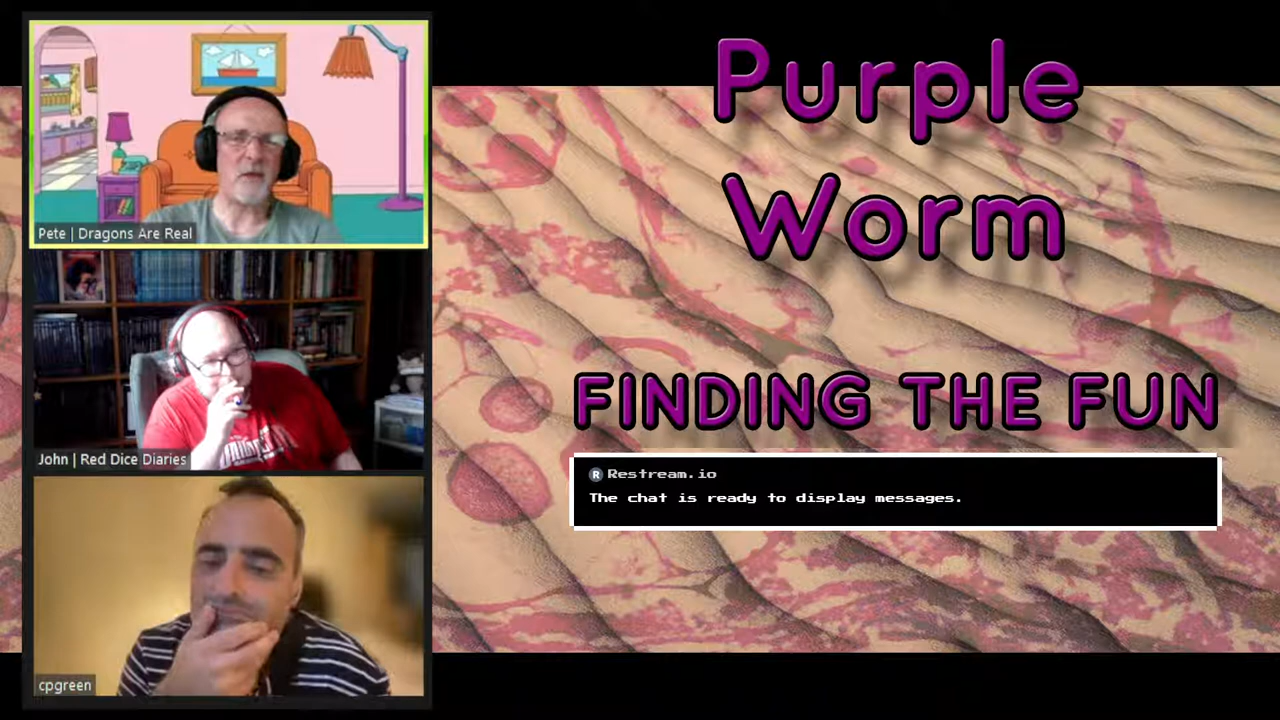 Pete | Dragons Are Real
John | Red Dice Diaries
cpgreen
Purple
Worm
FINDING THE FUN
R Restream.io
The chat is ready to display messages.